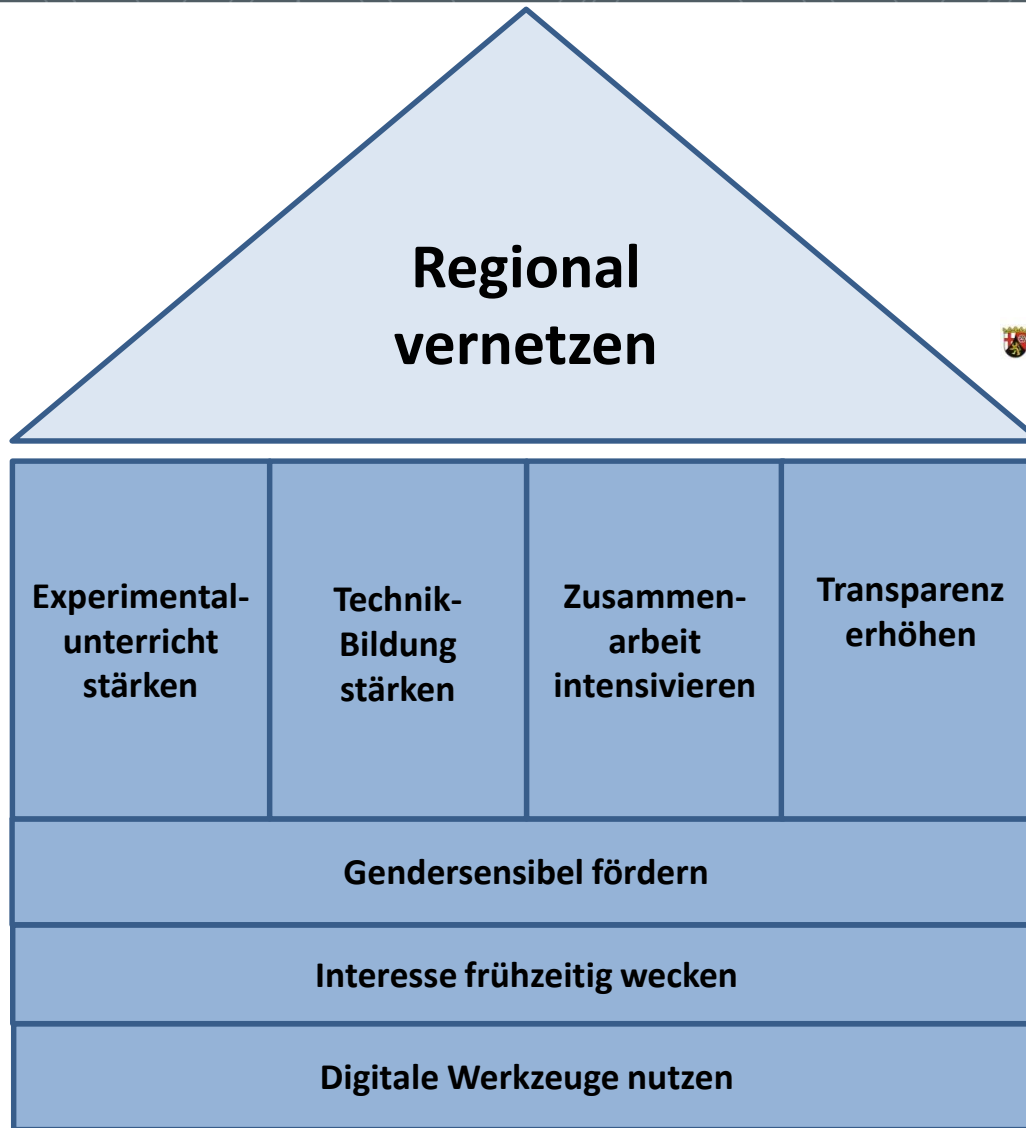 Regional
vernetzen
Experimental-
unterricht
stärken
Technik-
Bildung
stärken
Zusammen-
arbeit
intensivieren
Transparenz
erhöhen
Gendersensibel fördern
Interesse frühzeitig wecken
Digitale Werkzeuge nutzen